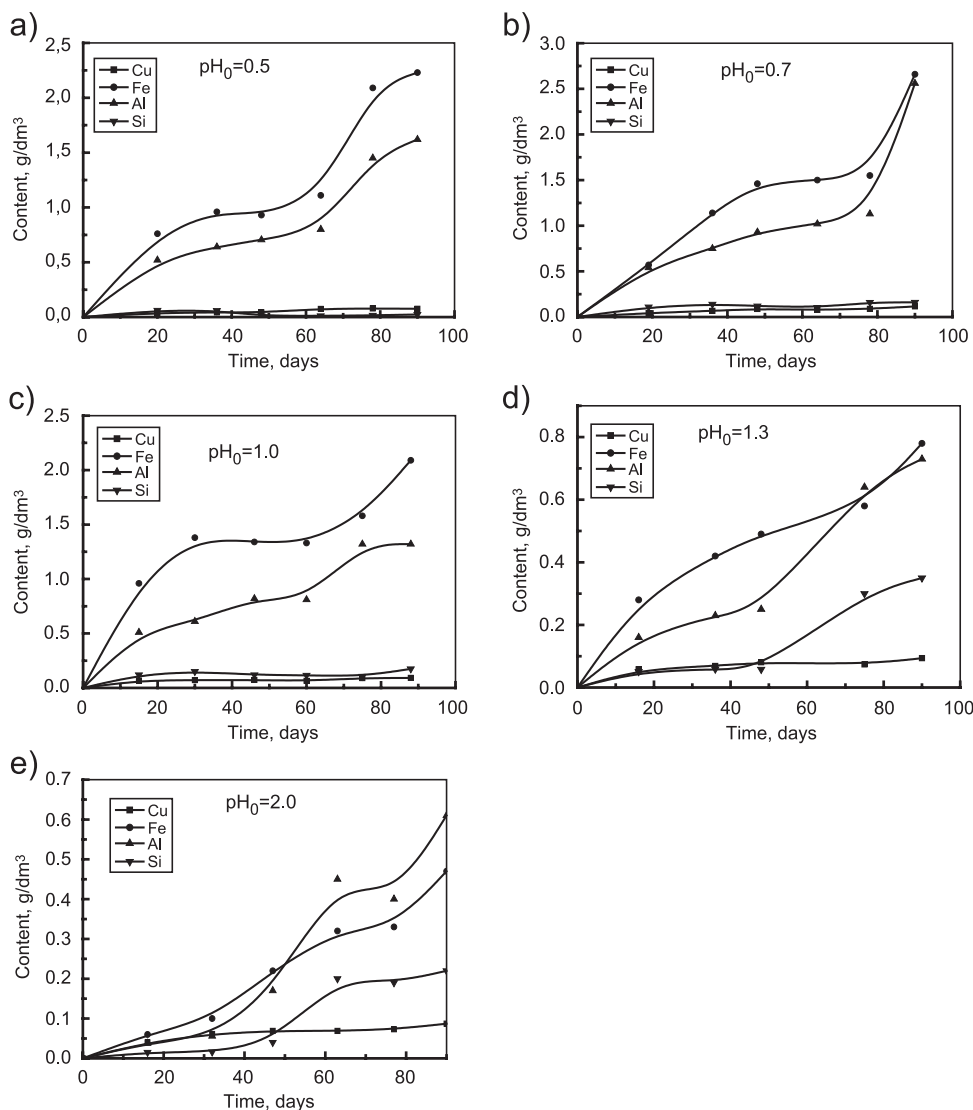 a)
2,5
2,0
1,5
1,0
0,5
0,0
Content, g/dm³
Cu
Fe
Al
Si
pH₀=0.5
0 20 40 60 80 100
Time, days
b)
3.0
2.5
2.0
1.5
1.0
0.5
0.0
Content, g/dm³
Cu
Fe
Al
Si
pH₀=0.7
0 20 40 60 80 100
Time, days
c)
2.5
2.0
1.5
1.0
0.5
0.0
Content, g/dm³
Cu
Fe
Al
Si
pH₀=1.0
0 20 40 60 80 100
Time, days
d)
0.8
0.6
0.4
0.2
0.0
Content, g/dm³
Cu
Fe
Al
Si
pH₀=1.3
0 20 40 60 80 100
Time, days
e)
0.7
0.6
0.5
0.4
0.3
0.2
0.1
0.0
Content, g/dm³
Cu
Fe
Al
Si
pH₀=2.0
0 20 40 60 80
Time, days